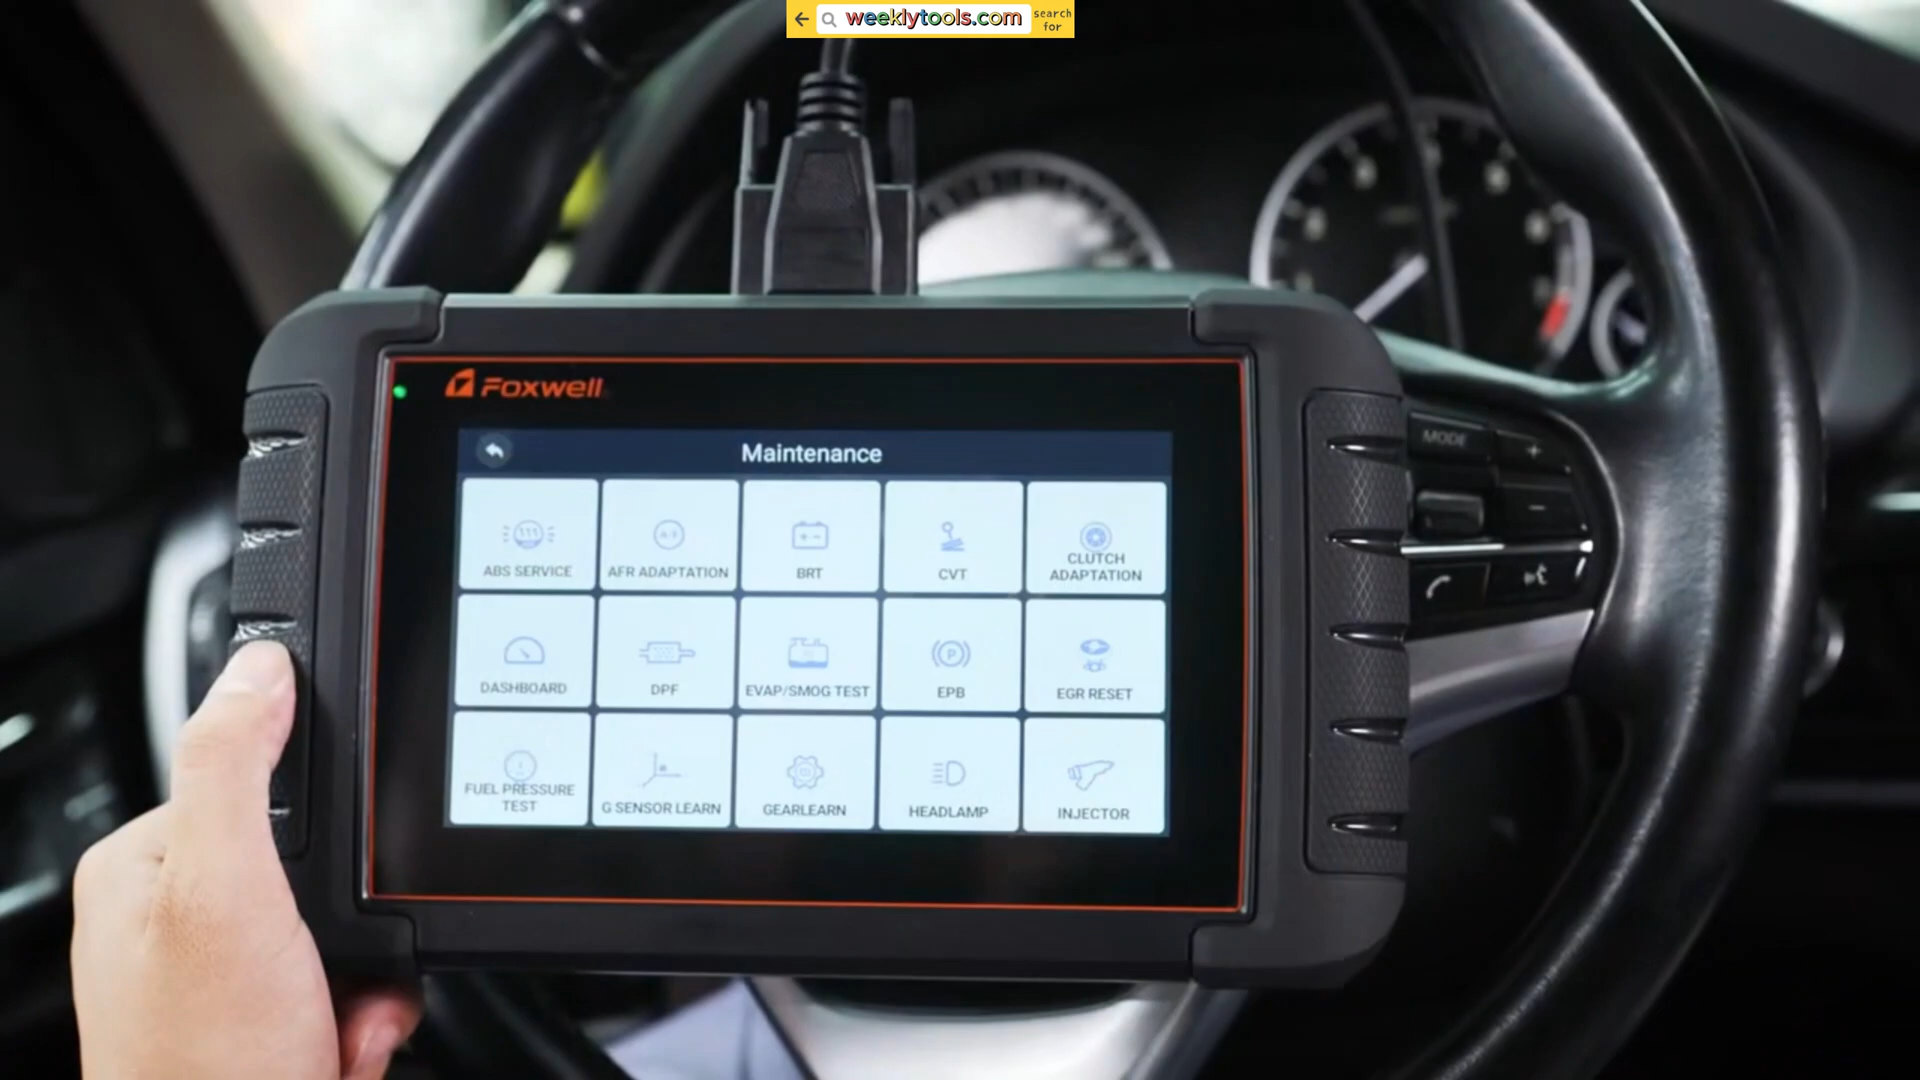 weeklytools.com
search
for
Foxwell
Maintenance
ABS SERVICE
AFR ADAPTATION
BRT
CVT
CLUTCH
ADAPTATION
DASHBOARD
DPF
EVAP/SMOG TEST
EPB
EGR RESET
FUEL PRESSURE
TEST
G SENSOR LEARN
GEARLEARN
HEADLAMP
INJECTOR
MODE
+
-
P